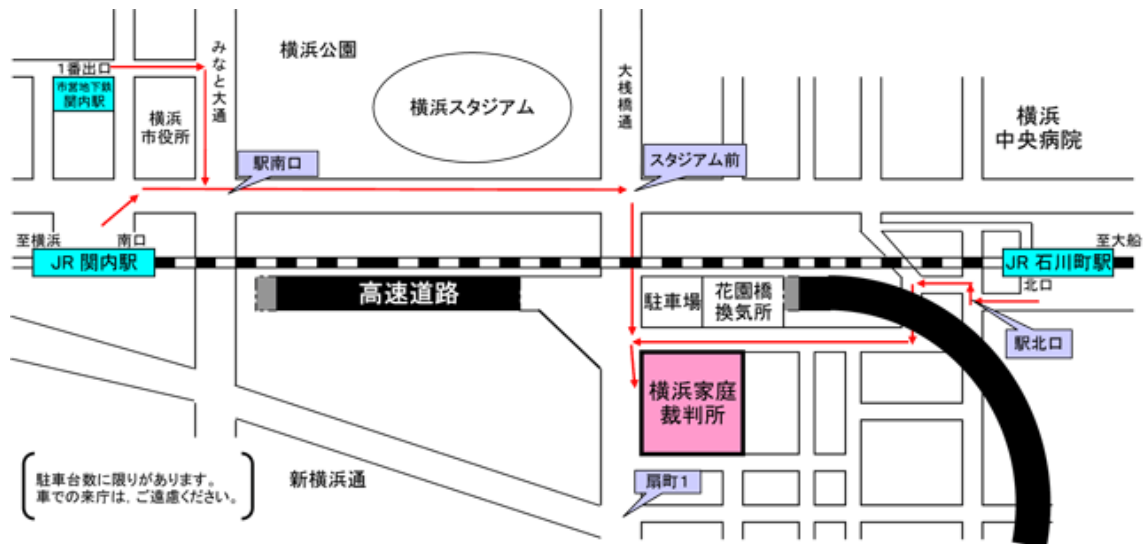 横浜公園
みなと大通
1番出口
市営地下鉄
関内駅
横浜
市役所
横浜スタジアム
大桟橋通
横浜
中央病院
駅南口
スタジアム前
至横浜
南口
JR 関内駅
至大船
JR 石川町駅
北口
高速道路
駐車場
花園橋
換気所
駅北口
横浜家庭
裁判所
新横浜通
扇町1
駐車台数に限りがあります。
車での来庁は、ご遠慮ください。